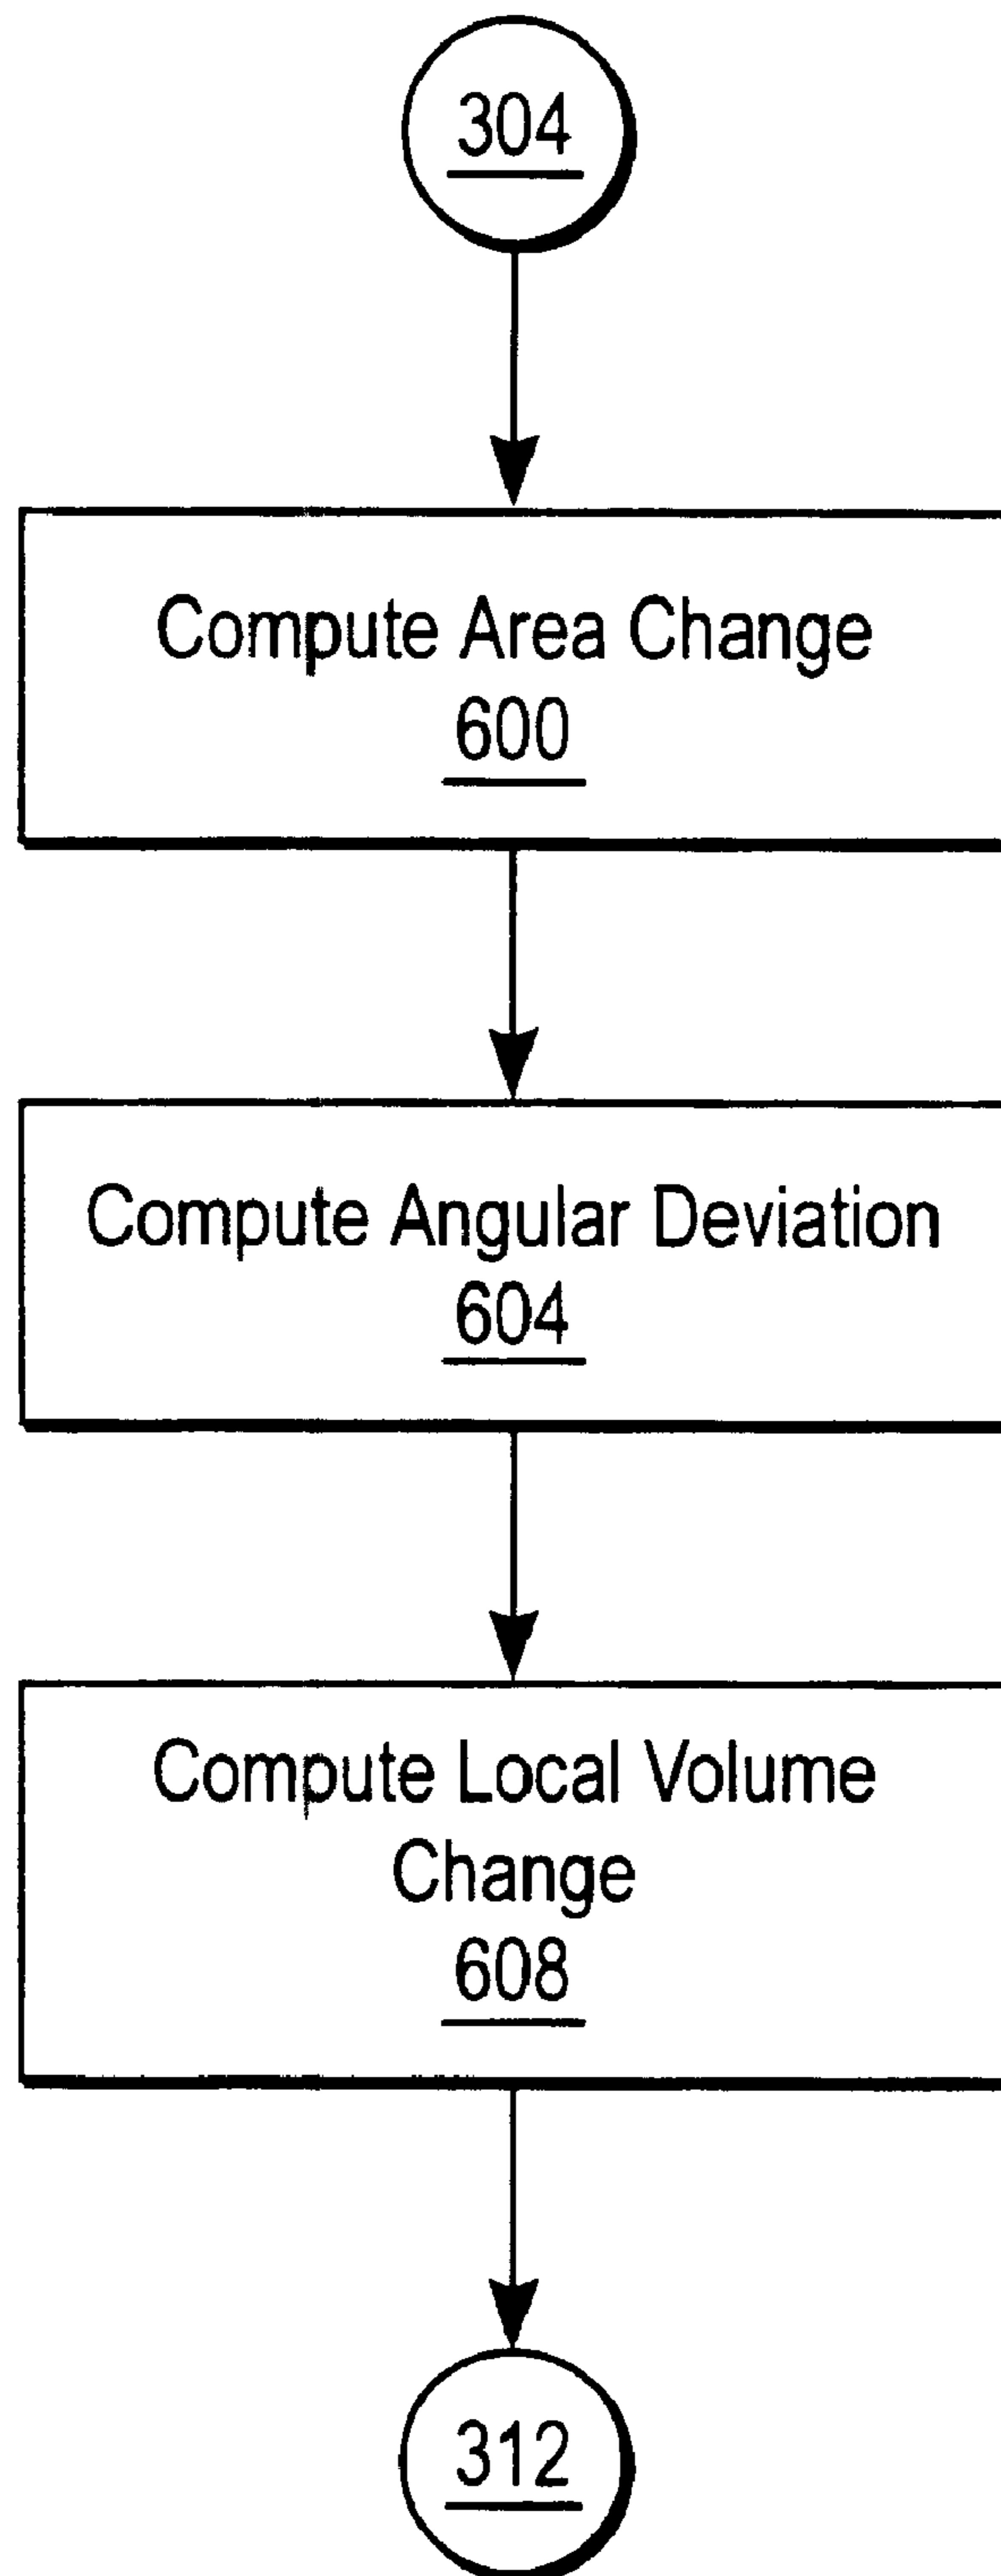 304
Compute Area Change
600
Compute Angular Deviation
604
Compute Local Volume
Change
608
312